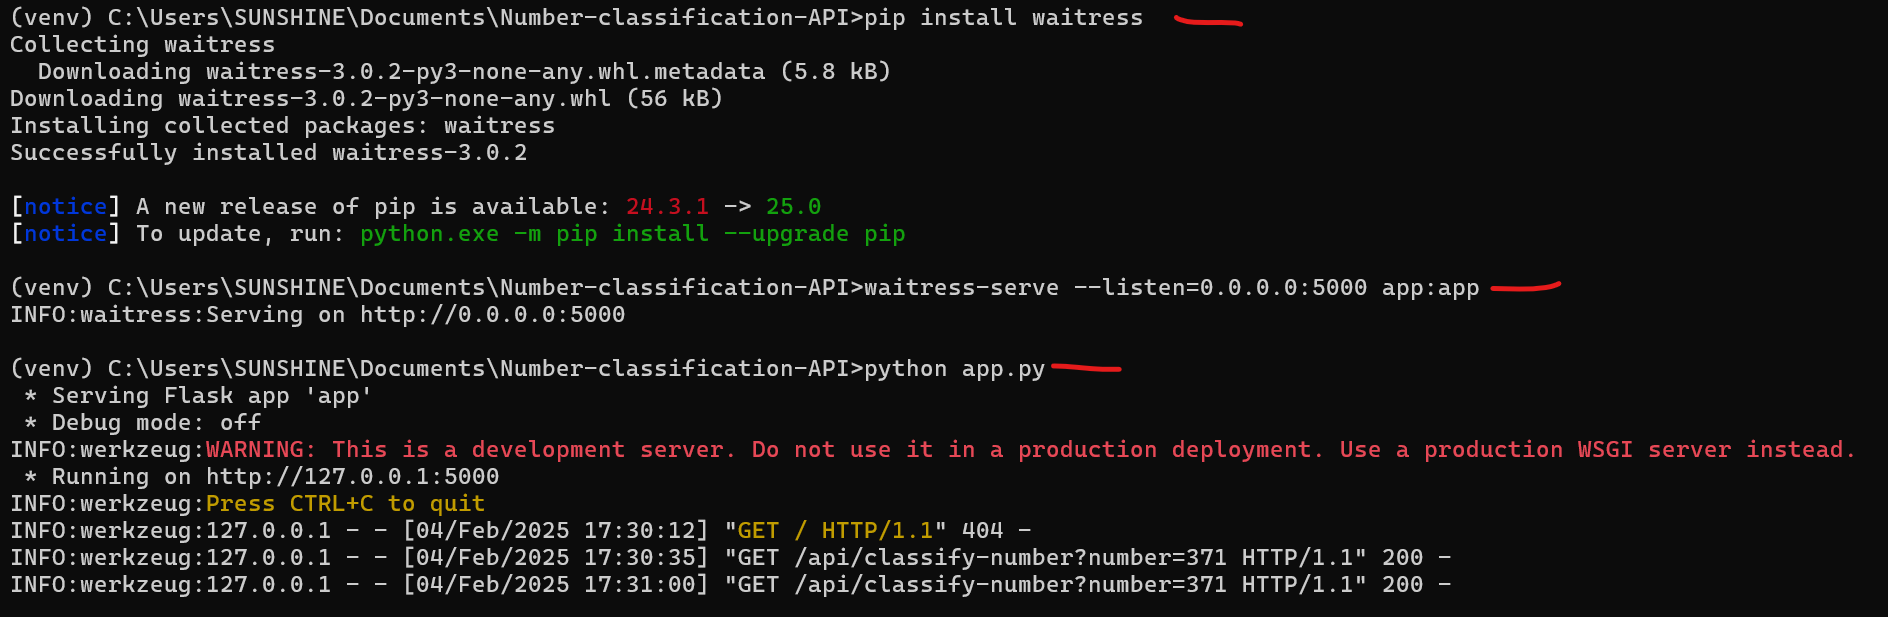 (venv) C:\Users\SUNSHINE\Documents\Number-classification-API>pip install waitress
Collecting waitress
  Downloading waitress-3.0.2-py3-none-any.whl.metadata (5.8 kB)
Downloading waitress-3.0.2-py3-none-any.whl (56 kB)
Installing collected packages: waitress
Successfully installed waitress-3.0.2
[notice] A new release of pip is available: 24.3.1 -> 25.0
[notice] To update, run: python.exe -m pip install --upgrade pip
(venv) C:\Users\SUNSHINE\Documents\Number-classification-API>waitress-serve --listen=0.0.0.0:5000 app:app
INFO:waitress:Serving on http://0.0.0.0:5000
(venv) C:\Users\SUNSHINE\Documents\Number-classification-API>python app.py
 * Serving Flask app 'app'
 * Debug mode: off
INFO:werkzeug:WARNING: This is a development server. Do not use it in a production deployment. Use a production WSGI server instead.
 * Running on http://127.0.0.1:5000
INFO:werkzeug:Press CTRL+C to quit
INFO:werkzeug:127.0.0.1 - - [04/Feb/2025 17:30:12] "GET / HTTP/1.1" 404 -
INFO:werkzeug:127.0.0.1 - - [04/Feb/2025 17:30:35] "GET /api/classify-number?number=371 HTTP/1.1" 200 -
INFO:werkzeug:127.0.0.1 - - [04/Feb/2025 17:31:00] "GET /api/classify-number?number=371 HTTP/1.1" 200 -